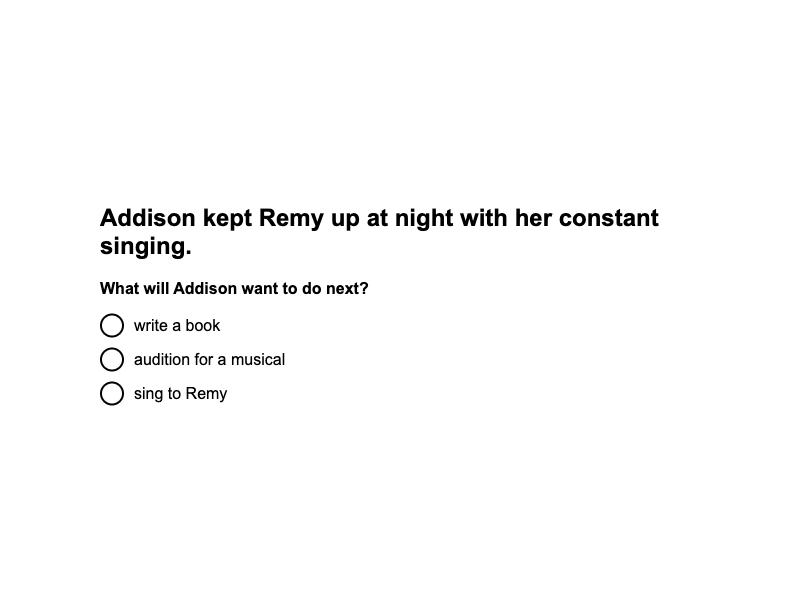 Addison kept Remy up at night with her constant
singing.
What will Addison want to do next?
write a book
audition for a musical
sing to Remy